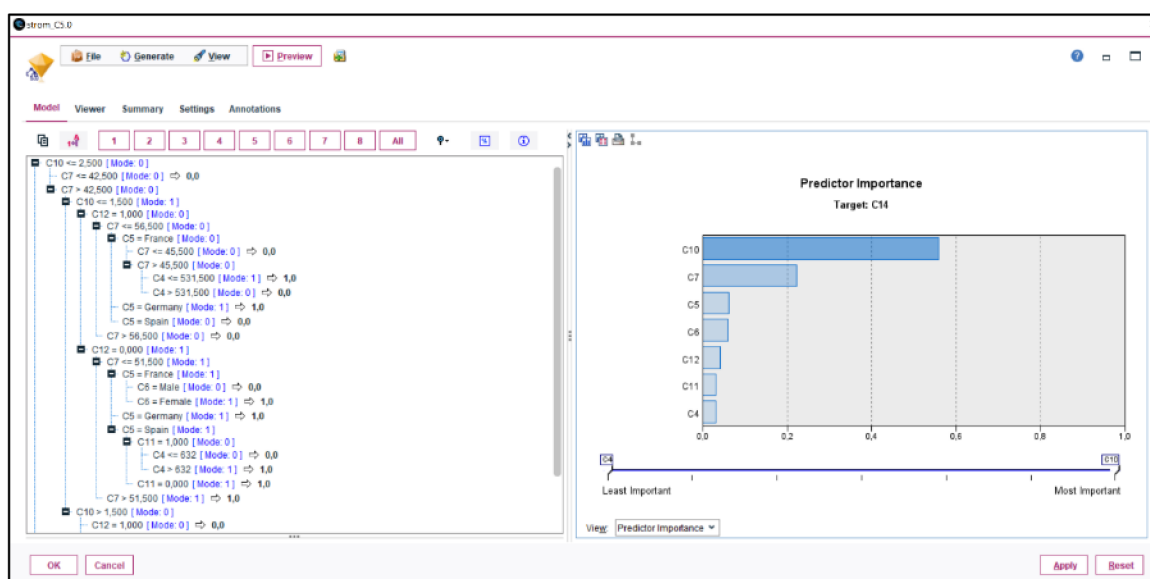 strom_C5.0
File Generate View Preview
Model Viewer Summary Settings Annotations
1 2 3 4 5 6 7 8 All
C10 <= 2,500 [ Mode: 0 ]
C7 <= 42,500 [ Mode: 0 ] ⇨ 0,0
C7 > 42,500 [ Mode: 0 ]
C10 <= 1,500 [ Mode: 1 ]
C12 = 1,000 [ Mode: 0 ]
C7 <= 56,500 [ Mode: 0 ]
C5 = France [ Mode: 0 ]
C7 <= 45,500 [ Mode: 0 ] ⇨ 0,0
C7 > 45,500 [ Mode: 0 ]
C4 <= 531,500 [ Mode: 1 ] ⇨ 1,0
C4 > 531,500 [ Mode: 0 ] ⇨ 0,0
C5 = Germany [ Mode: 1 ] ⇨ 1,0
C5 = Spain [ Mode: 0 ] ⇨ 0,0
C7 > 56,500 [ Mode: 0 ] ⇨ 0,0
C12 = 0,000 [ Mode: 1 ]
C7 <= 51,500 [ Mode: 1 ]
C5 = France [ Mode: 1 ]
C6 = Male [ Mode: 0 ] ⇨ 0,0
C6 = Female [ Mode: 1 ] ⇨ 1,0
C5 = Germany [ Mode: 1 ] ⇨ 1,0
C5 = Spain [ Mode: 1 ]
C11 = 1,000 [ Mode: 0 ]
C4 <= 632 [ Mode: 0 ] ⇨ 0,0
C4 > 632 [ Mode: 1 ] ⇨ 1,0
C11 = 0,000 [ Mode: 1 ] ⇨ 1,0
C7 > 51,500 [ Mode: 1 ] ⇨ 1,0
C10 > 1,500 [ Mode: 0 ]
C12 = 1,000 [ Mode: 0 ] ⇨ 0,0
Predictor Importance
Target: C14
C10
C7
C5
C6
C12
C11
C4
0,0 0,2 0,4 0,6 0,8 1,0
C4 C10
Least Important Most Important
View: Predictor Importance
OK Cancel Apply Reset